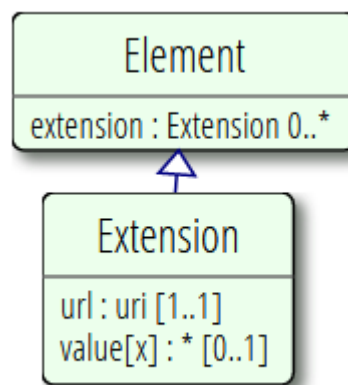 Element
extension : Extension 0..*
Extension
url : uri [1..1]
value[x] : * [0..1]